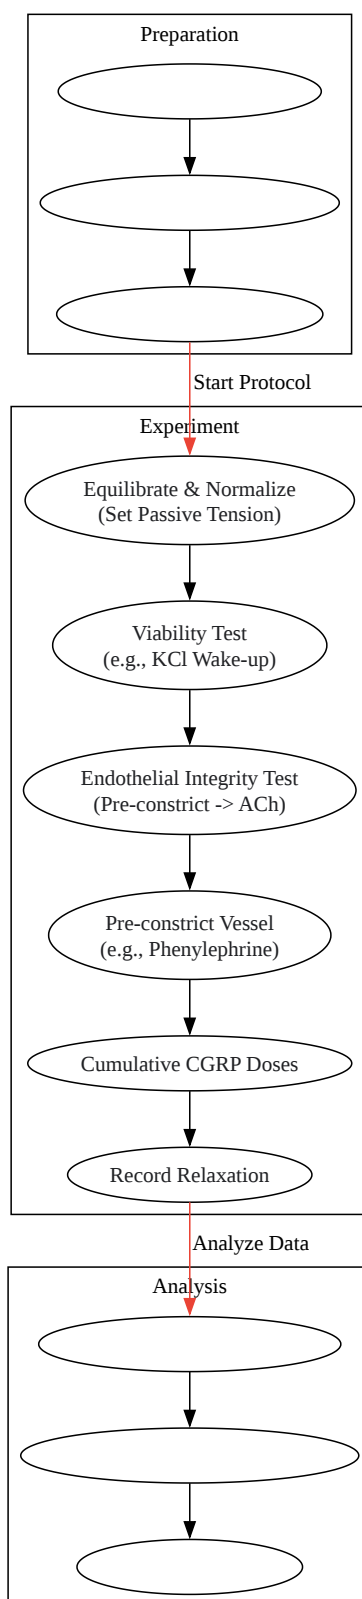 Preparation
Start Protocol
Experiment
Equilibrate & Normalize
(Set Passive Tension)
Viability Test
(e.g., KCl Wake-up)
Endothelial Integrity Test
(Pre-constrict -> ACh)
Pre-constrict Vessel
(e.g., Phenylephrine)
Cumulative CGRP Doses
Record Relaxation
Analyze Data
Analysis